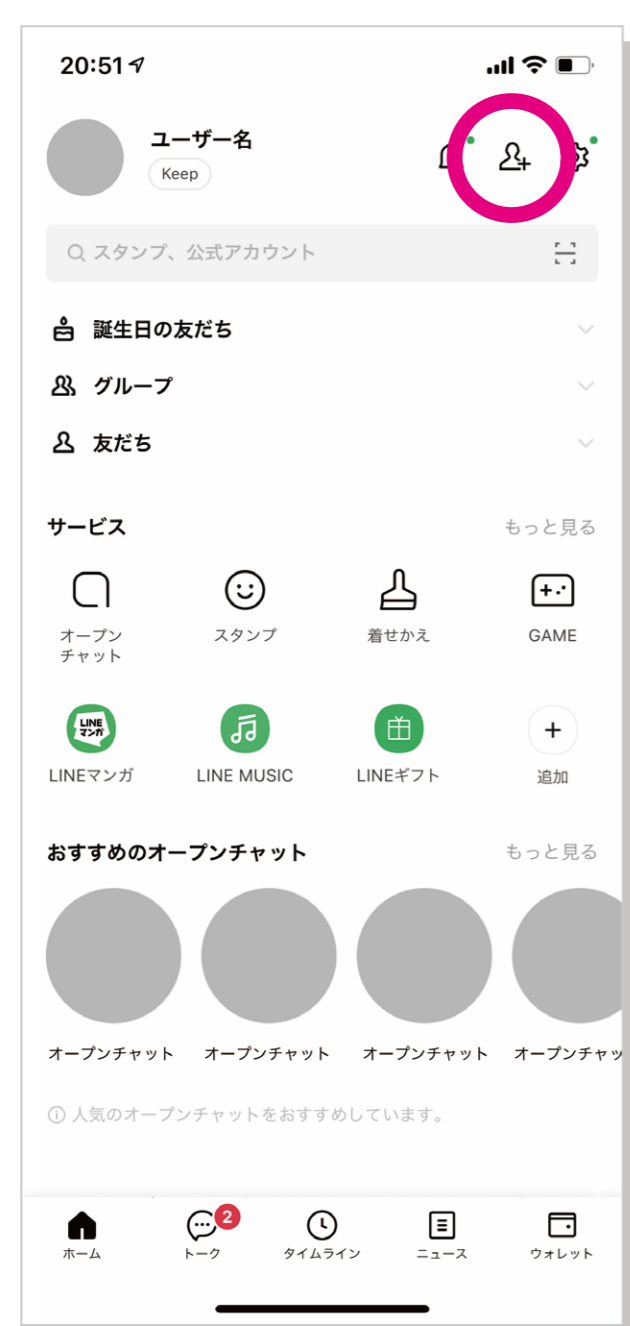 20:51
ユーザー名
Keep
スタンプ、公式アカウント
誕生日の友だち
グループ
友だち
サービス
もっと見る
オープン
チャット
スタンプ
着せかえ
GAME
LINE
マンガ
LINEマンガ
LINE MUSIC
LINEギフト
追加
おすすめのオープンチャット
もっと見る
オープンチャット
オープンチャット
オープンチャット
オープンチャッ
人気のオープンチャットをおすすめしています。
2
ホーム
トーク
タイムライン
ニュース
ウォレット